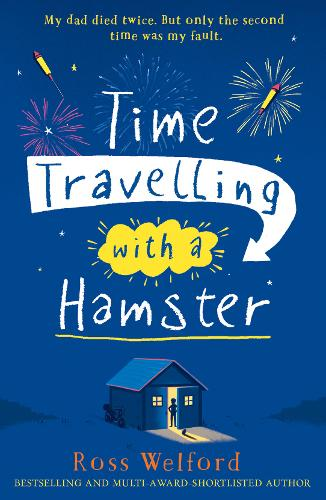 My dad died twice. But only the second
time was my fault.
Time
Travelling
with a
Hamster
Ross Welford
BESTSELLING AND MULTI-AWARD-SHORTLISTED AUTHOR